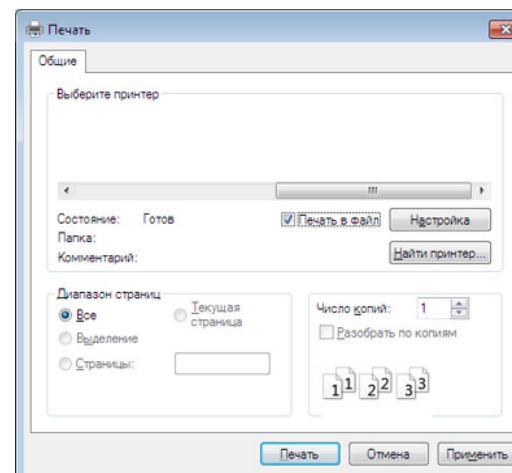 Печать
Общие
Выберите принтер
Состояние: Готов
Печать в файл
Настройка
Папка:
Комментарий:
Найти принтер...
Диапазон страниц
Все
Текущая страница
Выделение
Страницы:
Число копий: 1
Разобрать по копиям
1 1 2 2 3 3
Печать Отмена Применить